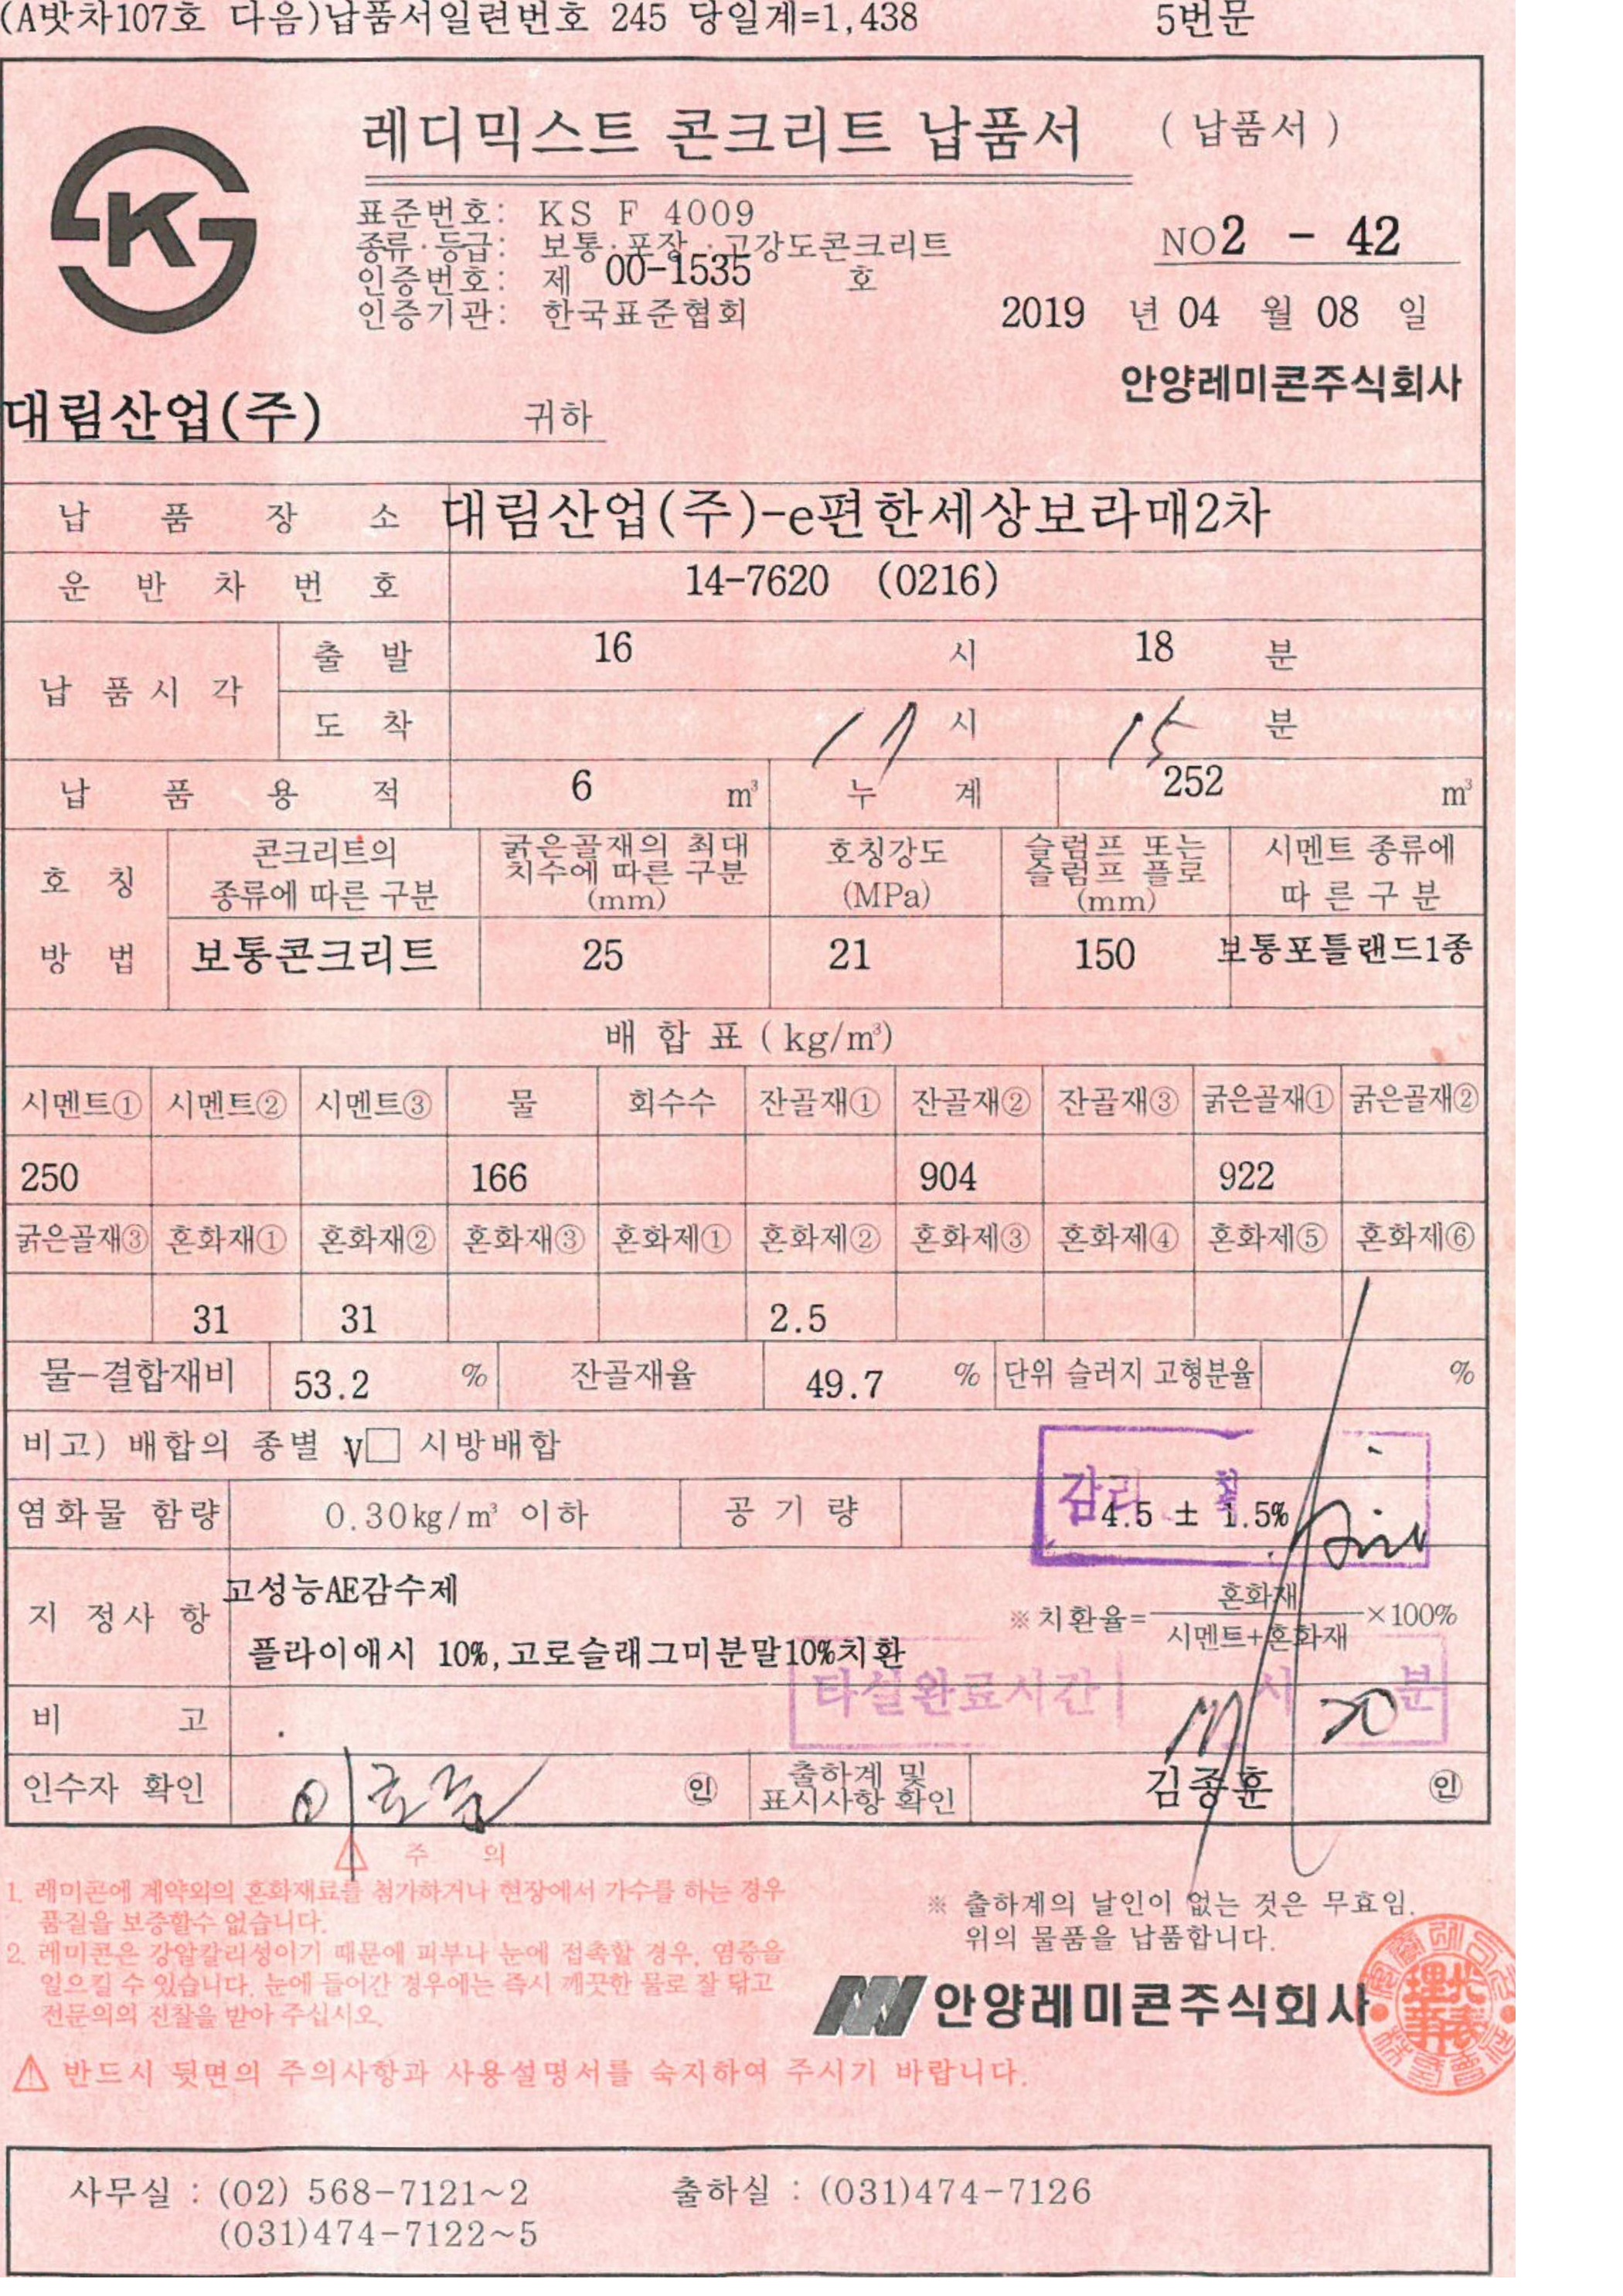 (A밧차107호 다음)납품서일련번호 245 당일계=1,438 5번문
레디믹스트 콘크리트 납품서 ( 납품서 )
표준번호: KS F 4009
종류·등급: 보통·포장·고강도콘크리트
인증번호: 제 00-1535 호
인증기관: 한국표준협회
NO2 - 42
2019 년 04 월 08 일
안양레미콘주식회사
대림산업(주) 귀하
납 품 장 소 대림산업(주)-e편한세상보라매2차
운 반 차 번 호 14-7620 (0216)
납 품 시 각 출 발 16 시 18 분
도 착 17 시 15 분
납 품 용 적 6 m³ 누 계 252 m³
호 칭 방 법
콘크리트의 종류에 따른 구분
굵은골재의 최대 치수에 따른 구분 (mm)
호칭강도 (MPa)
슬럼프 또는 슬럼프 플로 (mm)
시멘트 종류에 따 른 구 분
보통콘크리트 25 21 150 보통포틀랜드1종
배 합 표 ( kg/m³)
시멘트① 시멘트② 시멘트③ 물 회수수 잔골재① 잔골재② 잔골재③ 굵은골재① 굵은골재②
250 166 904 922
굵은골재③ 혼화재① 혼화재② 혼화재③ 혼화제① 혼화제② 혼화제③ 혼화제④ 혼화제⑤ 혼화제⑥
31 31 2.5
물-결합재비 53.2 % 잔골재율 49.7 % 단위 슬러지 고형분율 %
비고) 배합의 종별 V□ 시방배합
감리
염화물 함량 0.30kg/m³ 이하 공 기 량 4.5 ± 1.5%
지 정 사 항 고성능AE감수제
플라이애시 10%,고로슬래그미분말10%치환
※치환율= 혼화재 / 시멘트+혼화재 ×100%
타설완료시간 17 시 20 분
비 고
인수자 확인 ㊞ 출하계 및 표시사항 확인 김종훈 ㊞
주 의
1. 레미콘에 계약외의 혼화재료를 첨가하거나 현장에서 가수를 하는 경우
품질을 보증할수 없습니다.
2. 레미콘은 강알칼리성이기 때문에 피부나 눈에 접촉할 경우, 염증을
일으킬 수 있습니다. 눈에 들어간 경우에는 즉시 깨끗한 물로 잘 닦고
전문의의 진찰을 받아 주십시오.
※ 출하계의 날인이 없는 것은 무효임.
위의 물품을 납품합니다.
안양레미콘주식회사
반드시 뒷면의 주의사항과 사용설명서를 숙지하여 주시기 바랍니다.
사무실 : (02) 568-7121~2 출하실 : (031)474-7126
(031)474-7122~5